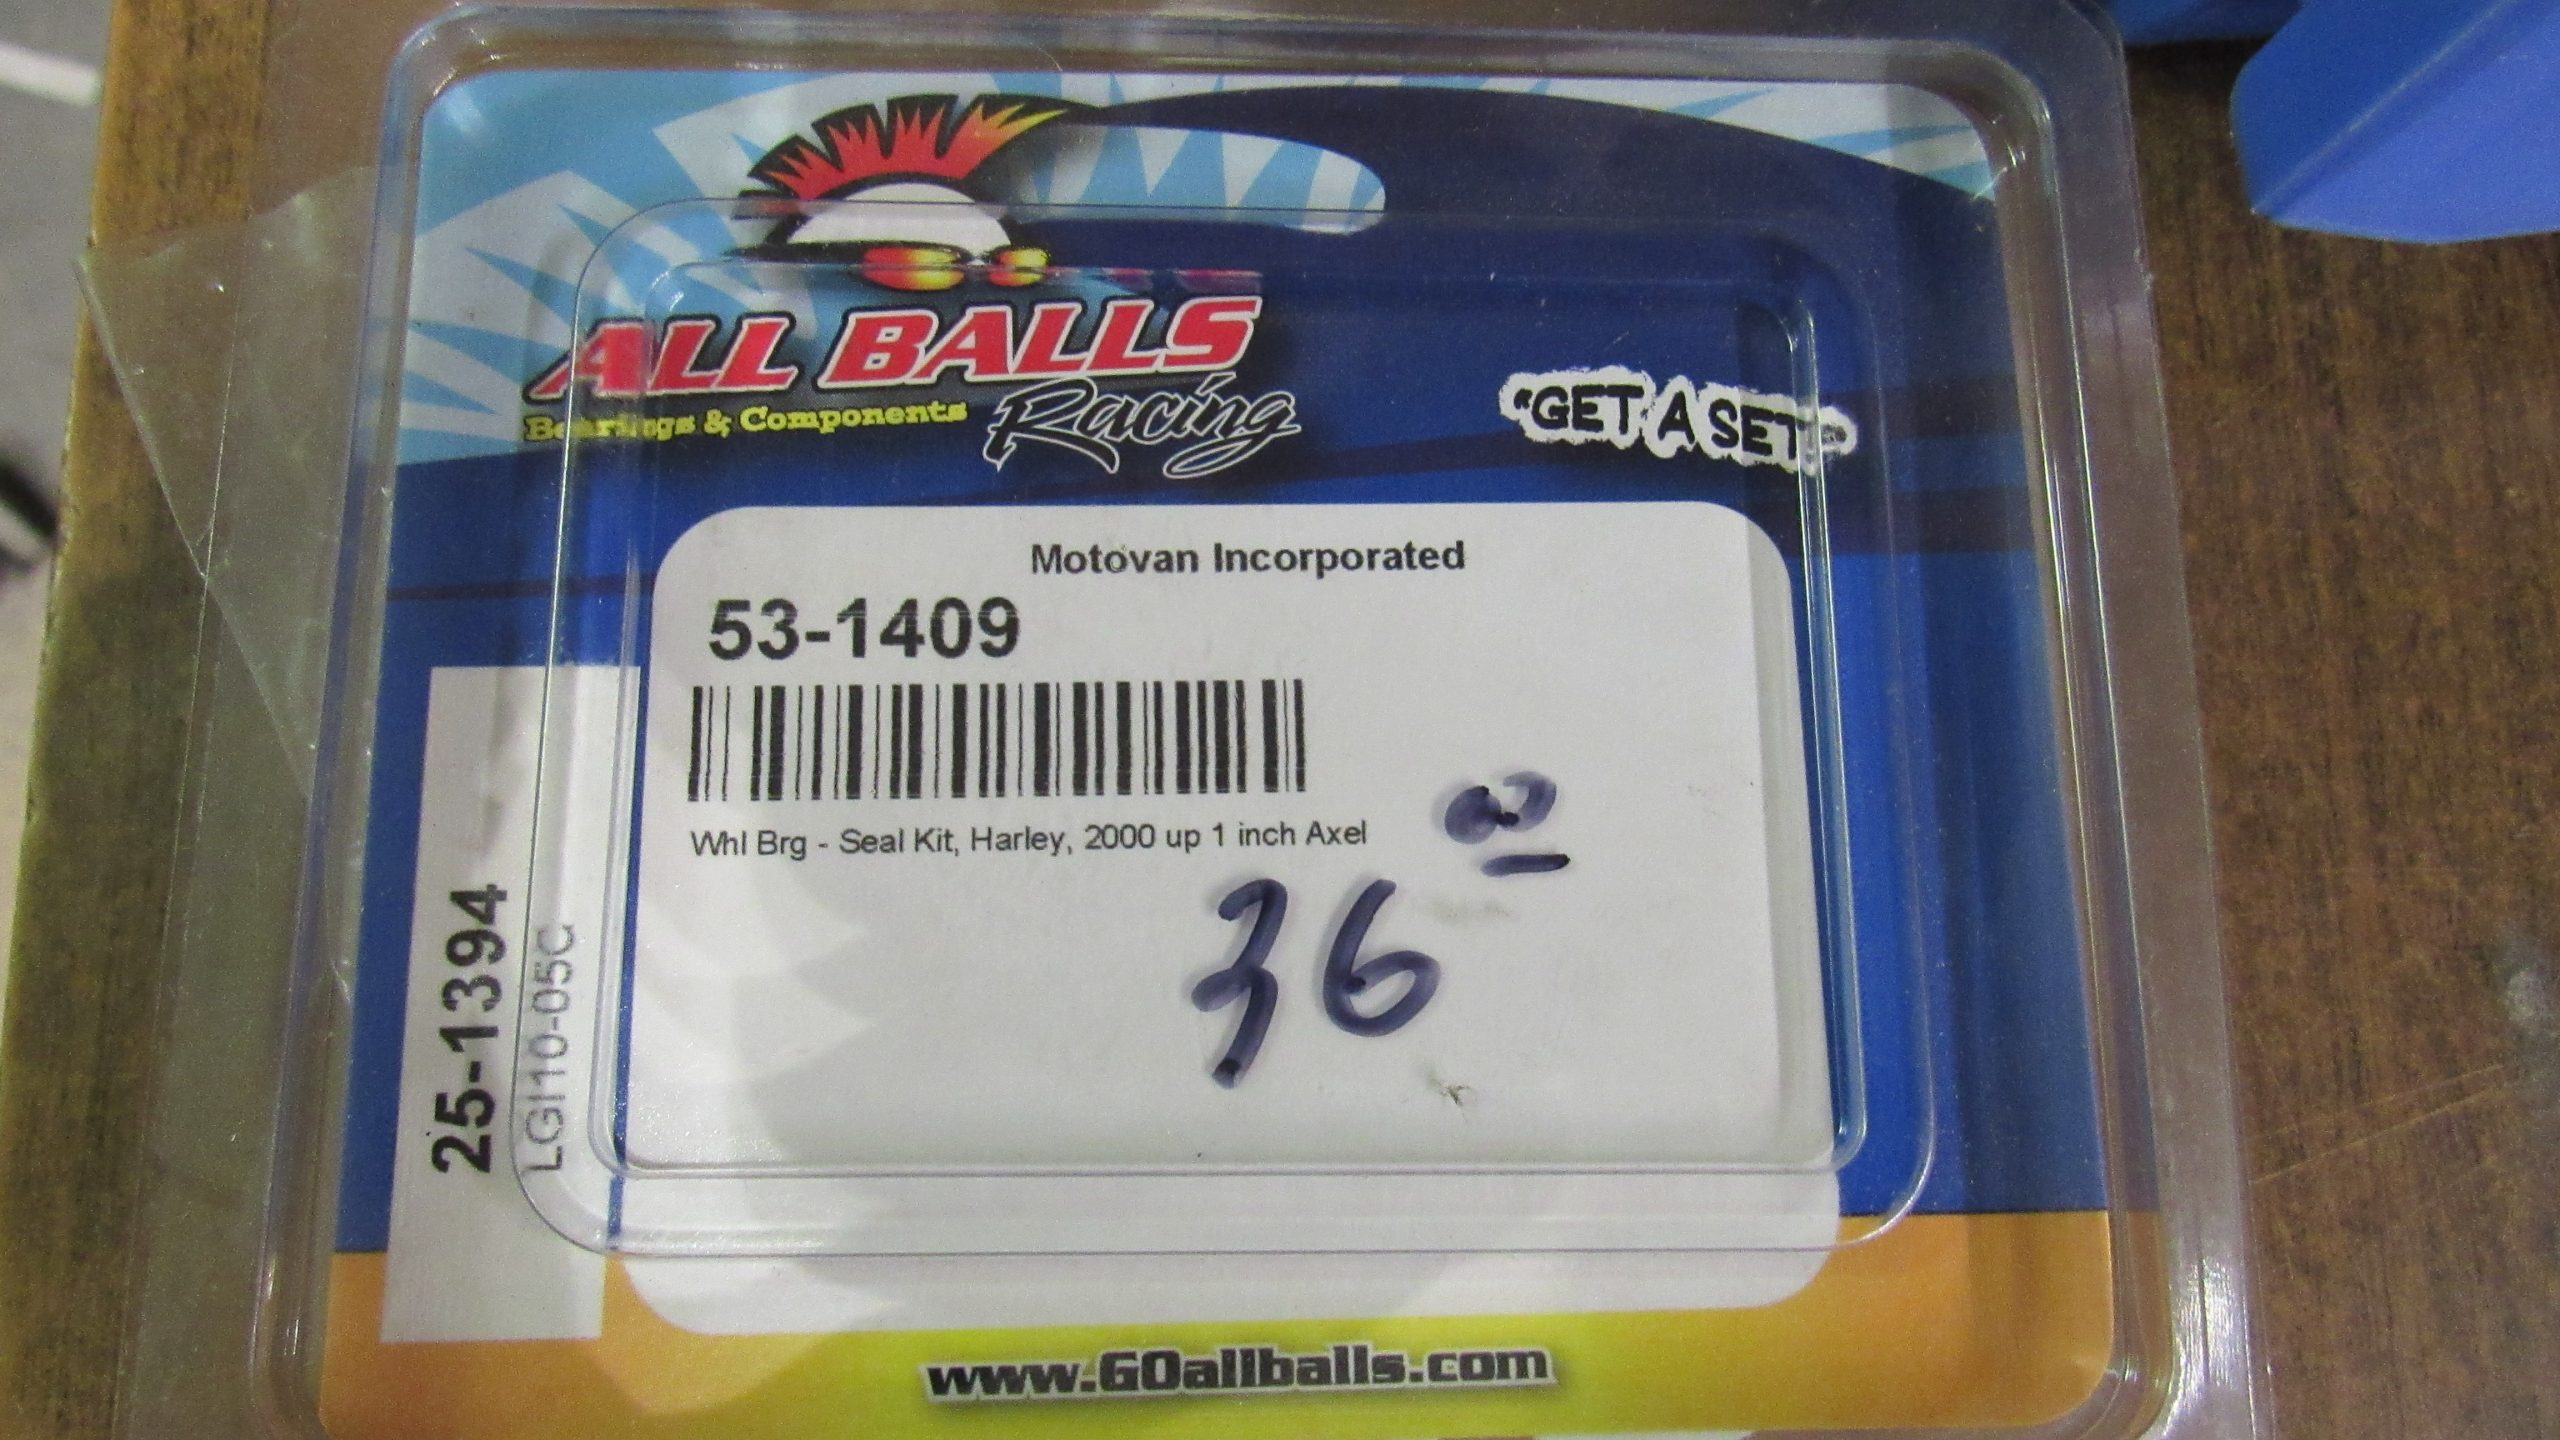 ALL BALLS
Racing
Bearings & Components
"GET A SET"
Motovan Incorporated
53-1409
Whl Brg - Seal Kit, Harley, 2000 up 1 inch Axel
36 00
25-1394
LGI10-05C
www.GOallballs.com